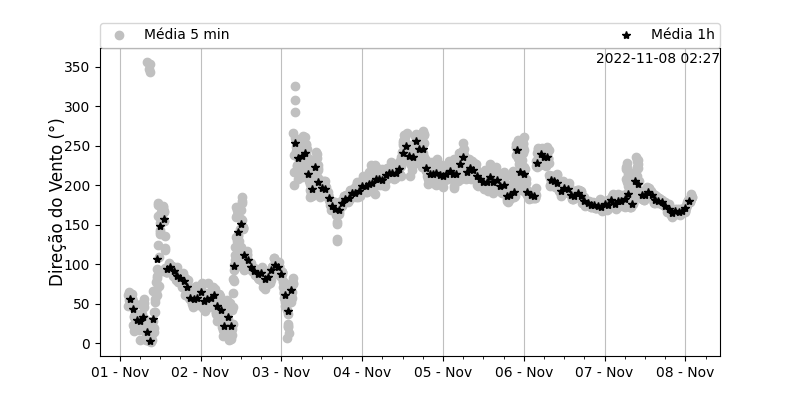 Média 5 min
Média 1h
2022-11-08 02:27
Direção do Vento (°)
350
300
250
200
150
100
50
0
01 - Nov 02 - Nov 03 - Nov 04 - Nov 05 - Nov 06 - Nov 07 - Nov 08 - Nov